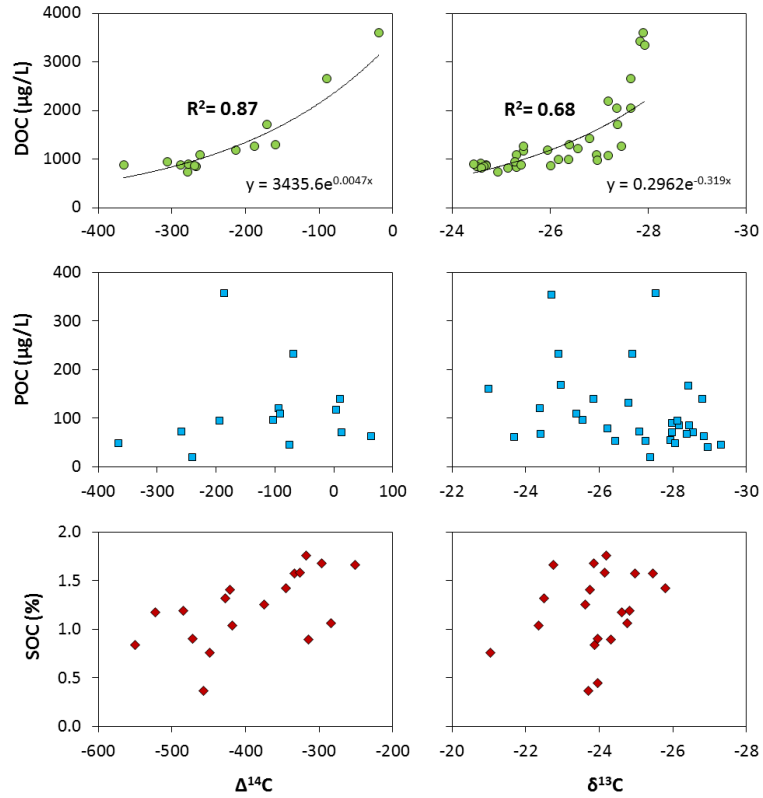 DOC (µg/L)
4000
3000
2000
1000
0
R²= 0.87
y = 3435.6e^0.0047x
-400 -300 -200 -100 0
R²= 0.68
y = 0.2962e^-0.319x
-24 -26 -28 -30
POC (µg/L)
400
300
200
100
0
-400 -300 -200 -100 0 100
-22 -24 -26 -28 -30
SOC (%)
2.0
1.5
1.0
0.5
0.0
-600 -500 -400 -300 -200
-20 -22 -24 -26 -28
Δ¹⁴C
δ¹³C